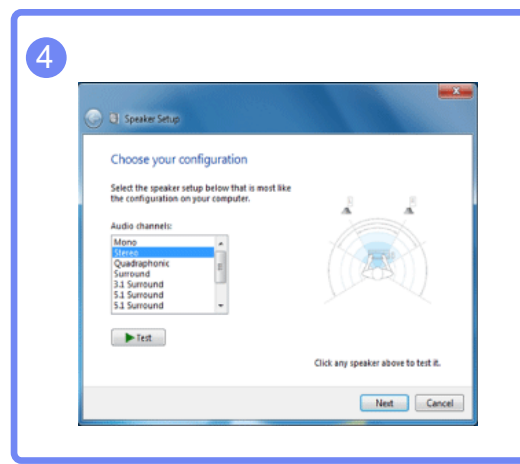 4
Speaker Setup
Choose your configuration
Select the speaker setup below that is most like
the configuration on your computer.
Audio channels:
Mono
Stereo
Quadraphonic
Surround
3.1 Surround
5.1 Surround
5.1 Surround
Test
L R
Click any speaker above to test it.
Next Cancel